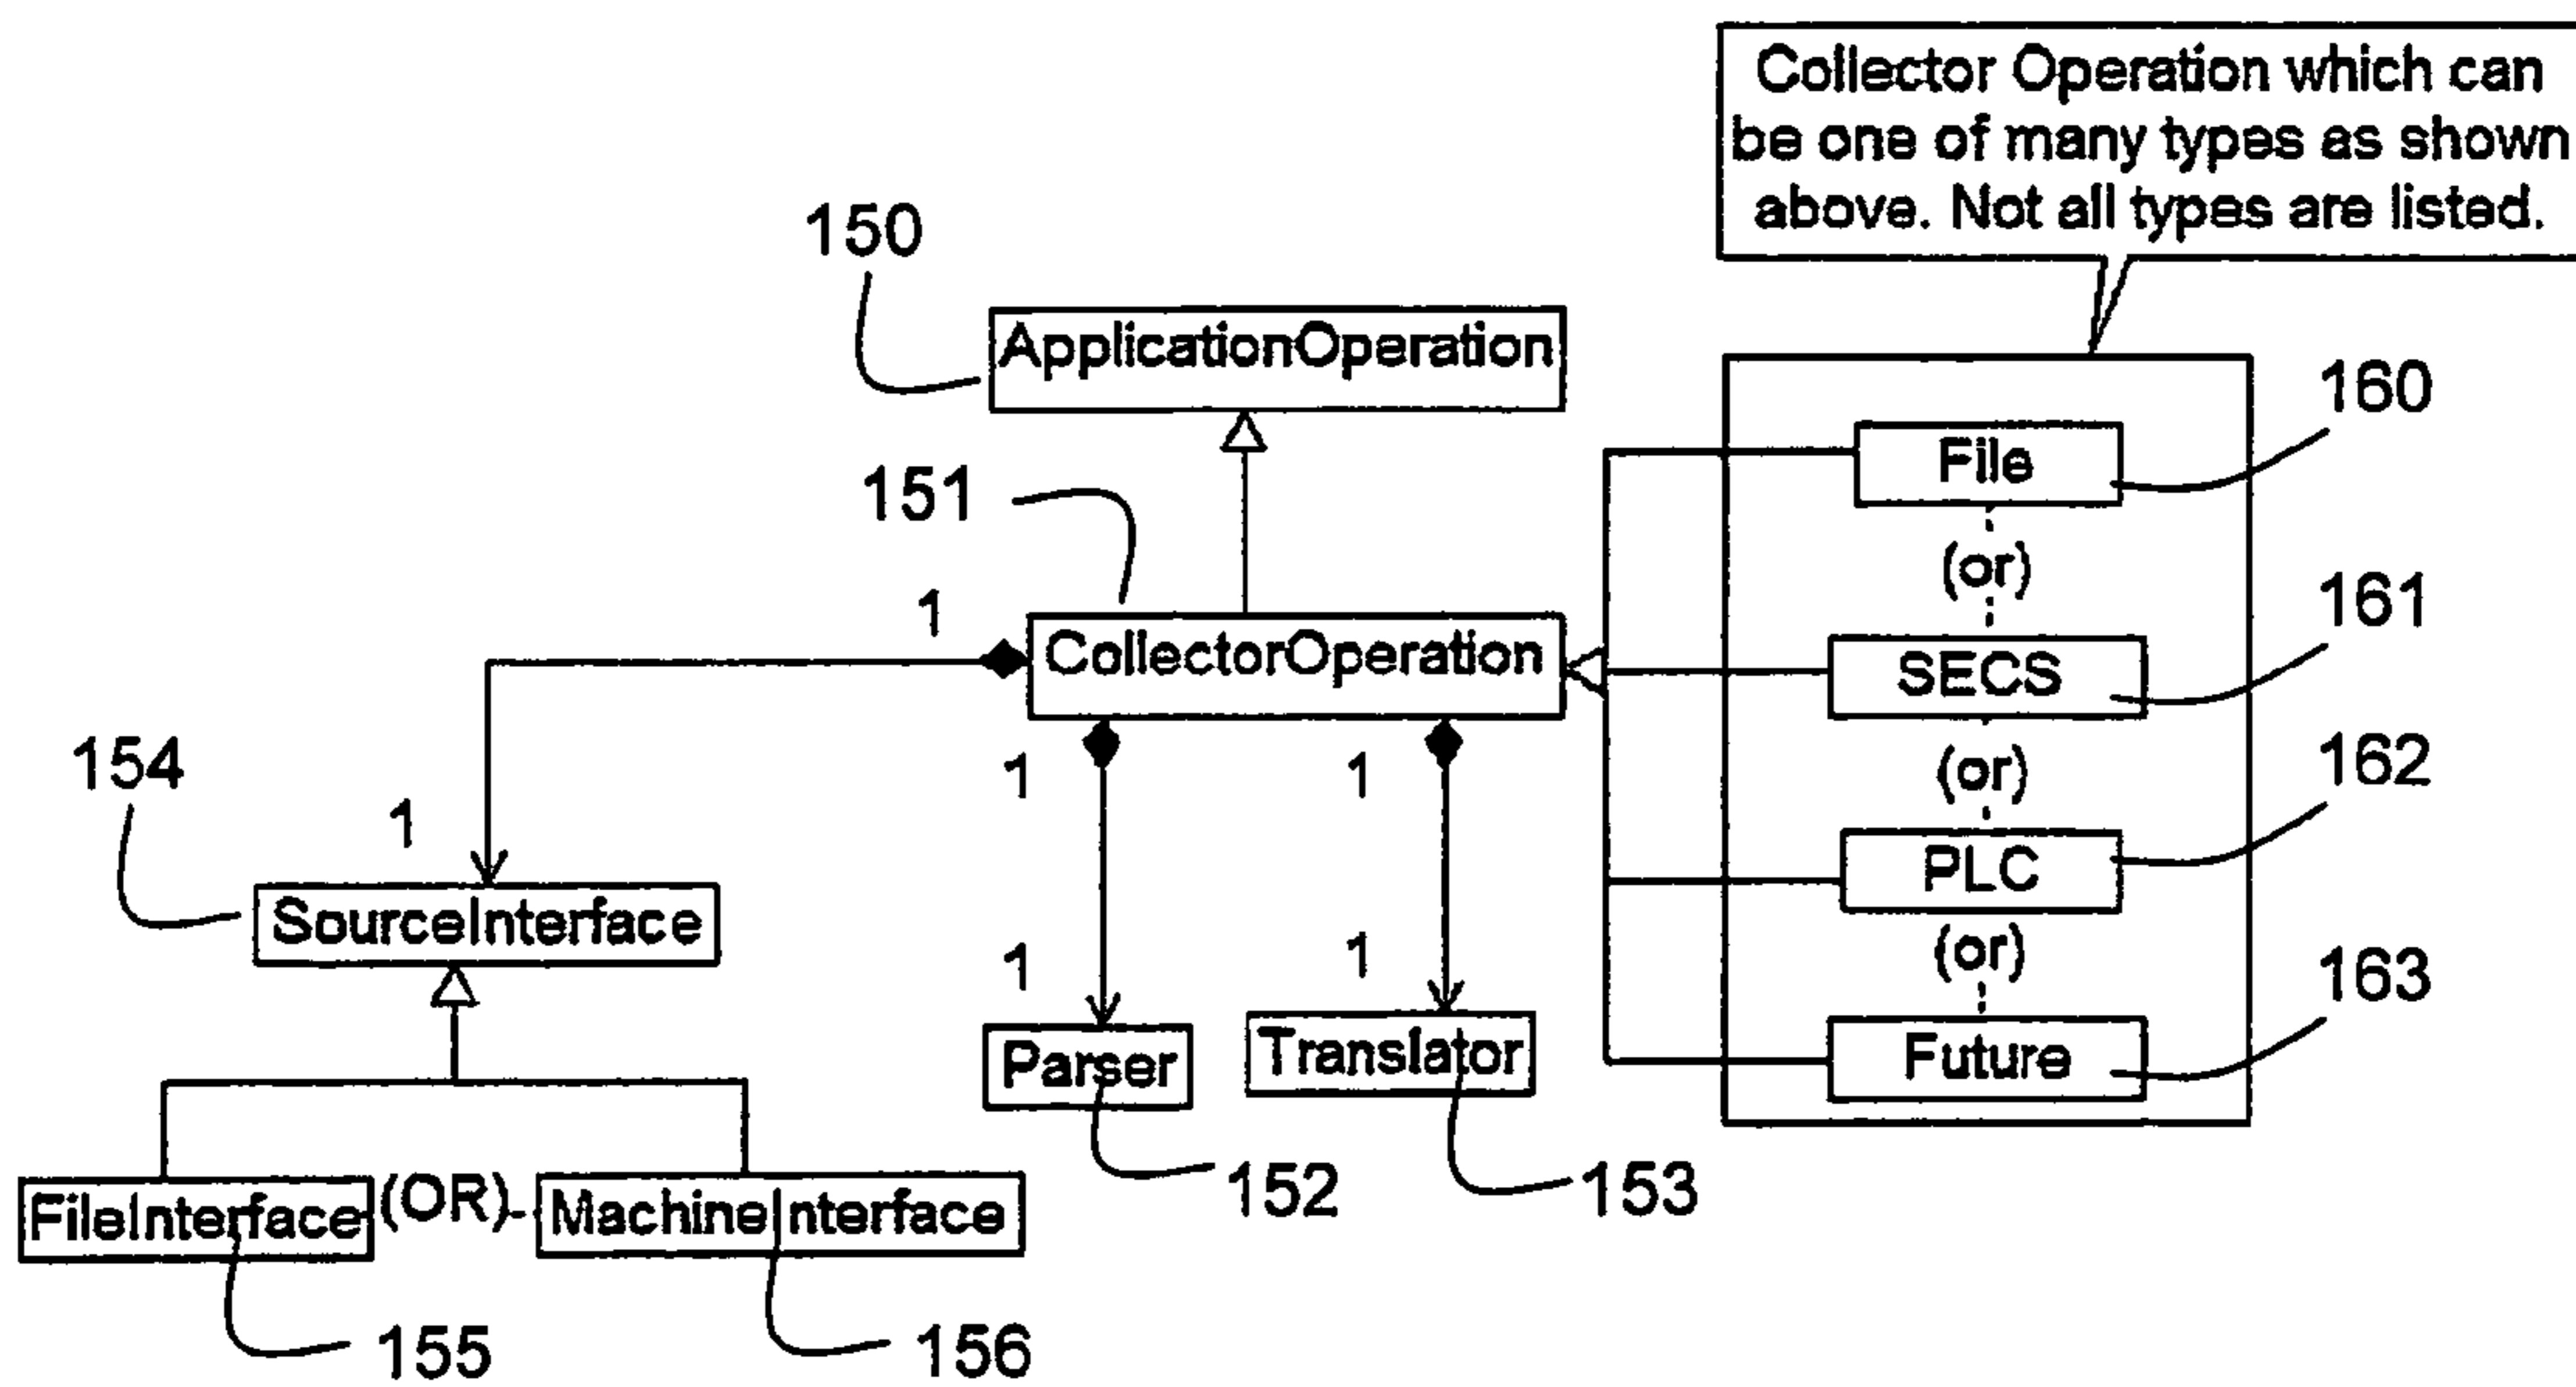 Collector Operation which can
be one of many types as shown
above. Not all types are listed.
150
ApplicationOperation
160
File
151
(or)
161
1
CollectorOperation
SECS
154
1
1
1
(or)
162
1
SourceInterface
PLC
1
1
(or)
163
Parser
Translator
Future
FileInterface
(OR)
MachineInterface
152
153
155
156